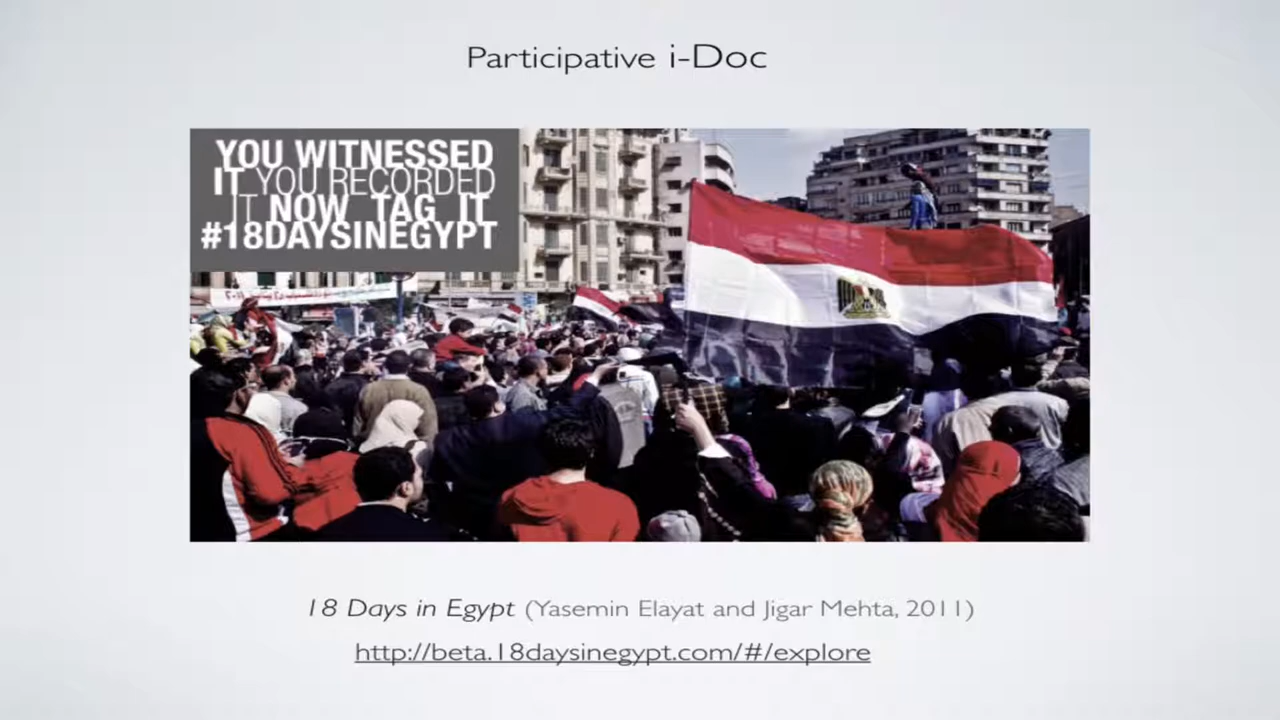 Participative i-Doc
YOU WITNESSED
IT YOU RECORDED
IT NOW TAG IT
#18DAYSINEGYPT
18 Days in Egypt (Yasemin Elayat and Jigar Mehta, 2011)
http://beta.18daysinegypt.com/#/explore